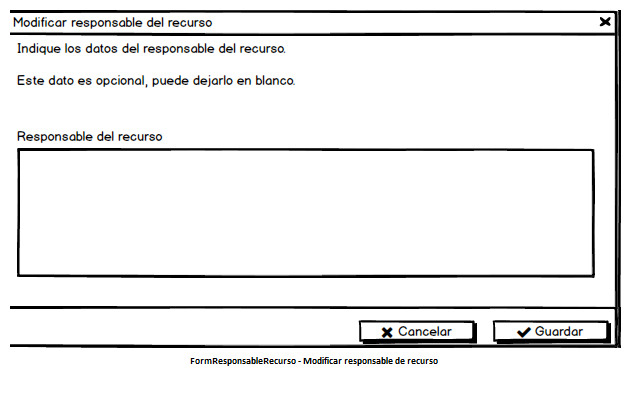 Modificar responsable del recurso
Indique los datos del responsable del recurso.
Este dato es opcional, puede dejarlo en blanco.
Responsable del recurso
Cancelar
Guardar
FormResponsableRecurso - Modificar responsable de recurso